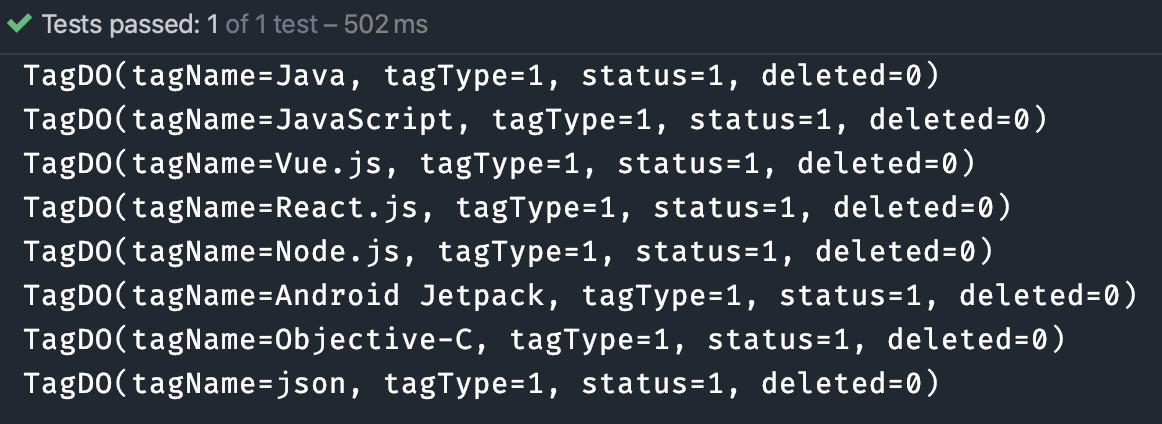 Tests passed: 1 of 1 test – 502 ms
TagDO(tagName=Java, tagType=1, status=1, deleted=0)
TagDO(tagName=JavaScript, tagType=1, status=1, deleted=0)
TagDO(tagName=Vue.js, tagType=1, status=1, deleted=0)
TagDO(tagName=React.js, tagType=1, status=1, deleted=0)
TagDO(tagName=Node.js, tagType=1, status=1, deleted=0)
TagDO(tagName=Android Jetpack, tagType=1, status=1, deleted=0)
TagDO(tagName=Objective-C, tagType=1, status=1, deleted=0)
TagDO(tagName=json, tagType=1, status=1, deleted=0)